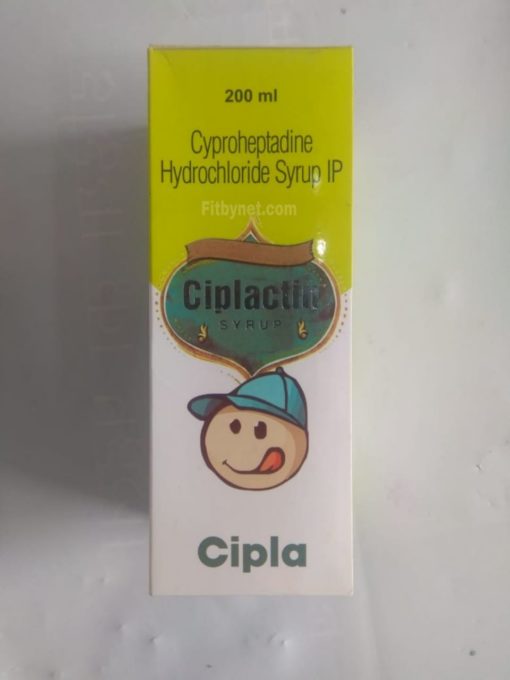 200 ml
Cyproheptadine
Hydrochloride Syrup IP
Fitbynet.com
Ciplactin
SYRUP
Cipla